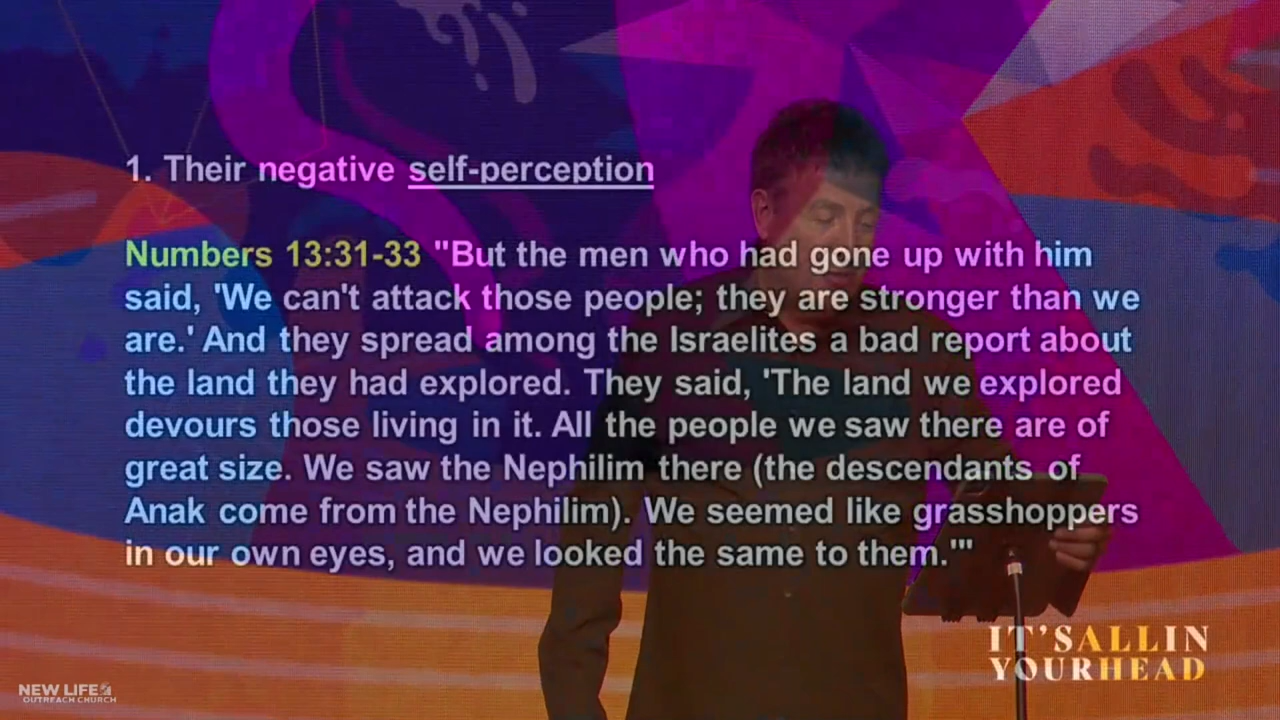 1. Their negative self-perception
Numbers 13:31-33 "But the men who had gone up with him
said, 'We can't attack those people; they are stronger than we
are.' And they spread among the Israelites a bad report about
the land they had explored. They said, 'The land we explored
devours those living in it. All the people we saw there are of
great size. We saw the Nephilim there (the descendants of
Anak come from the Nephilim). We seemed like grasshoppers
in our own eyes, and we looked the same to them.'"
IT'SALLIN
YOURHEAD
NEW LIFE
OUTREACH CHURCH